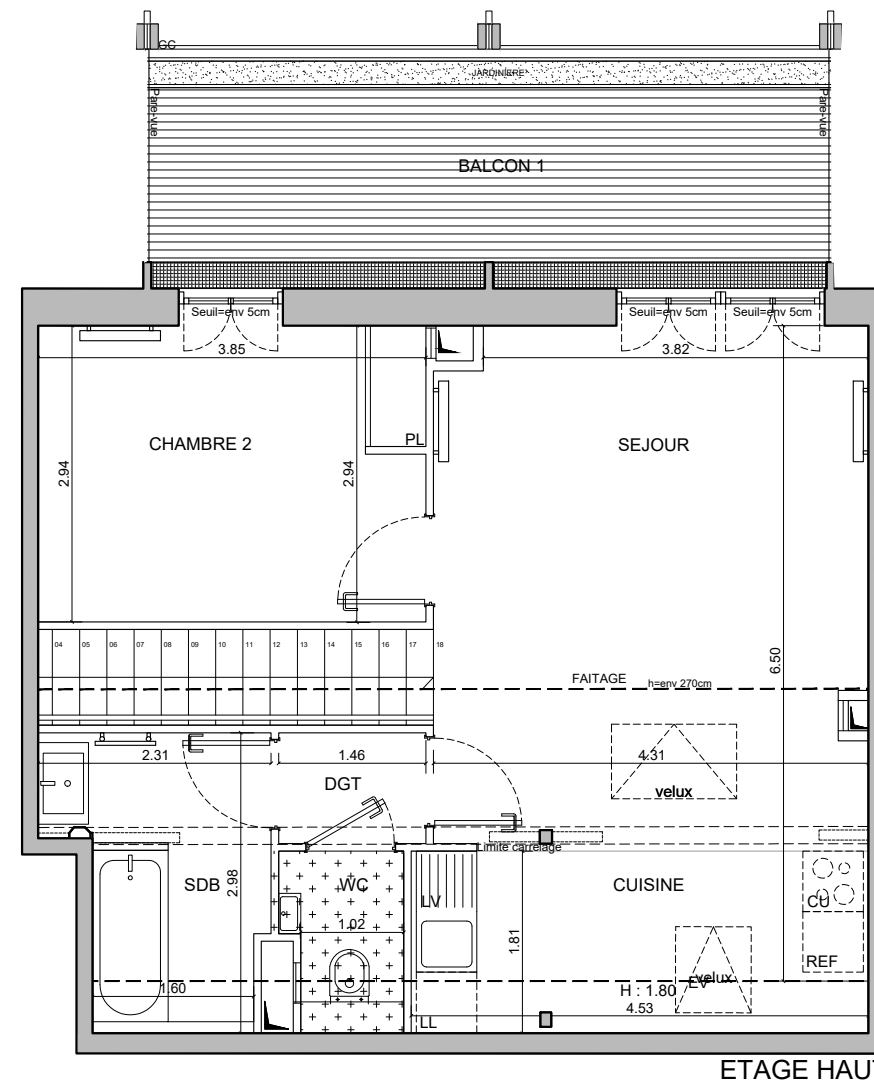 GC
JARDINIERE
Pare-vue
Pare-vue
BALCON 1
Seuil=env 5cm
Seuil=env 5cm
Seuil=env 5cm
3.85
3.82
CHAMBRE 2
PL
SEJOUR
2.94
2.94
04 05 06 07 08 09 10 11 12 13 14 15 16 17 18
6.50
FAITAGE
h=env 270cm
2.31
1.46
4.31
DGT
velux
Limite carrelage
SDB
2.98
WC
LV
CUISINE
CU
1.02
1.81
REF
velux
EV
H : 1.80
1.60
4.53
LL
ETAGE HAUT